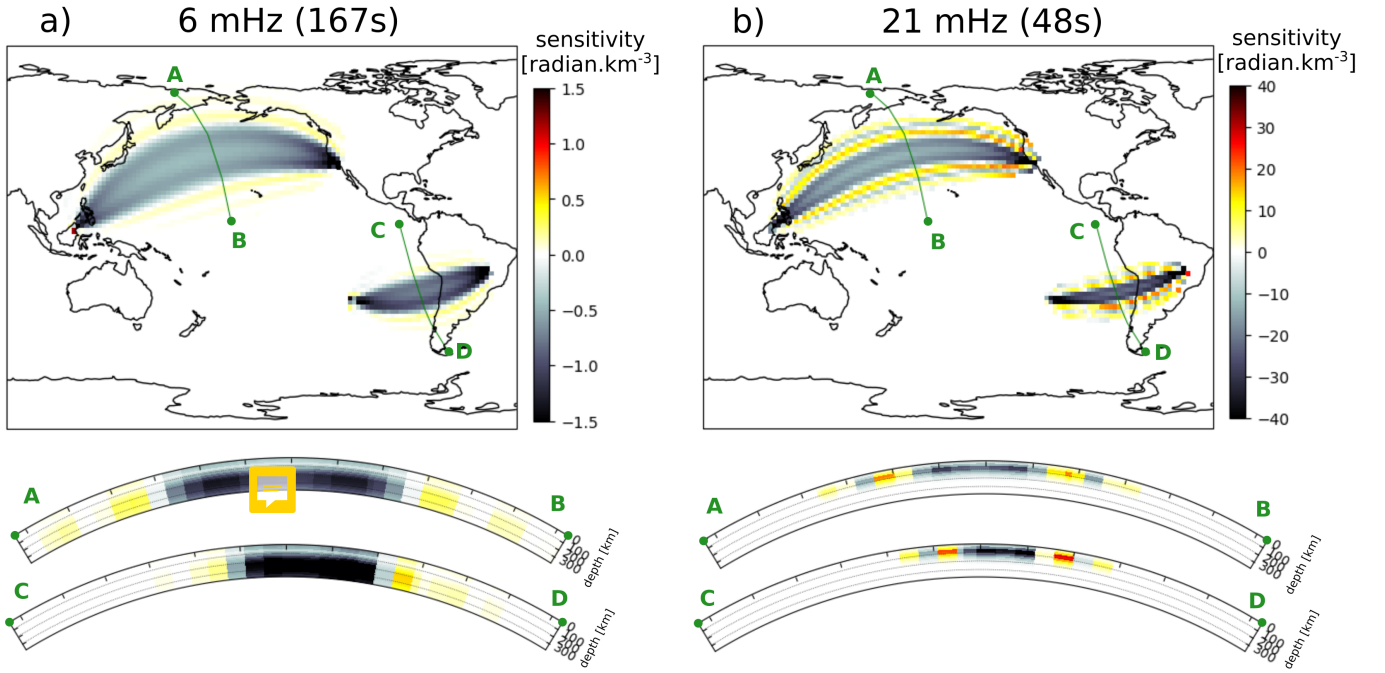 a) 6 mHz (167s)
sensitivity
[radian.km-3]
1.5
1.0
0.5
0.0
−0.5
−1.0
−1.5
A
B
C
D
A
B
0
100
200
300
depth [km]
C
D
0
100
200
300
depth [km]
b) 21 mHz (48s)
sensitivity
[radian.km-3]
40
30
20
10
0
−10
−20
−30
−40
A
B
C
D
A
B
0
100
200
300
depth [km]
C
D
0
100
200
300
depth [km]